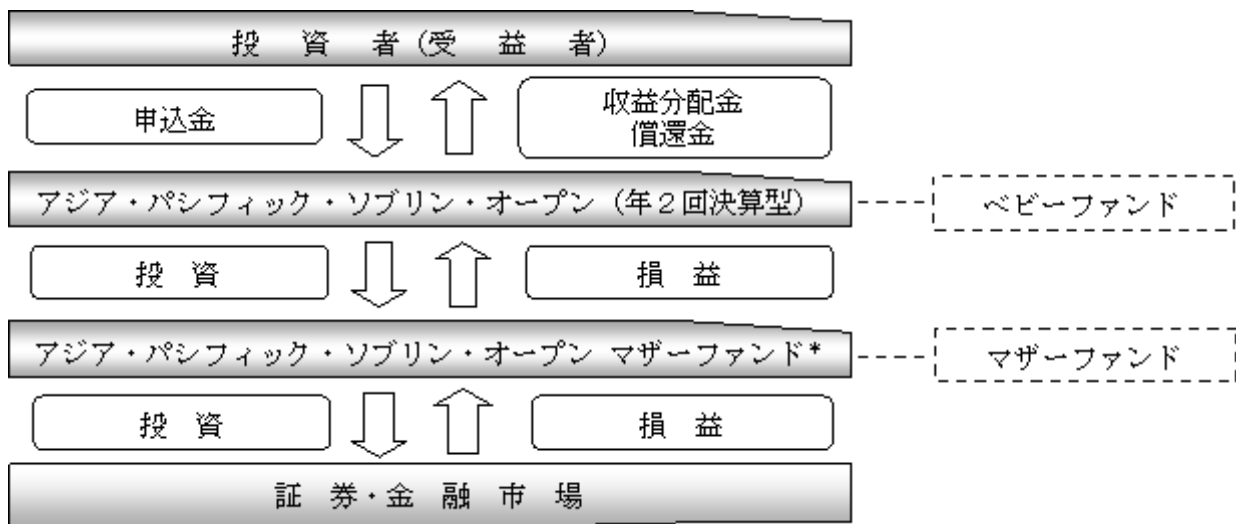 投資者(受益者)
申込金
収益分配金
償還金
アジア・パシフィック・ソブリン・オープン (年２回決算型)
ベビーファンド
投資
損益
アジア・パシフィック・ソブリン・オープン マザーファンド*
マザーファンド
投資
損益
証券・金融市場